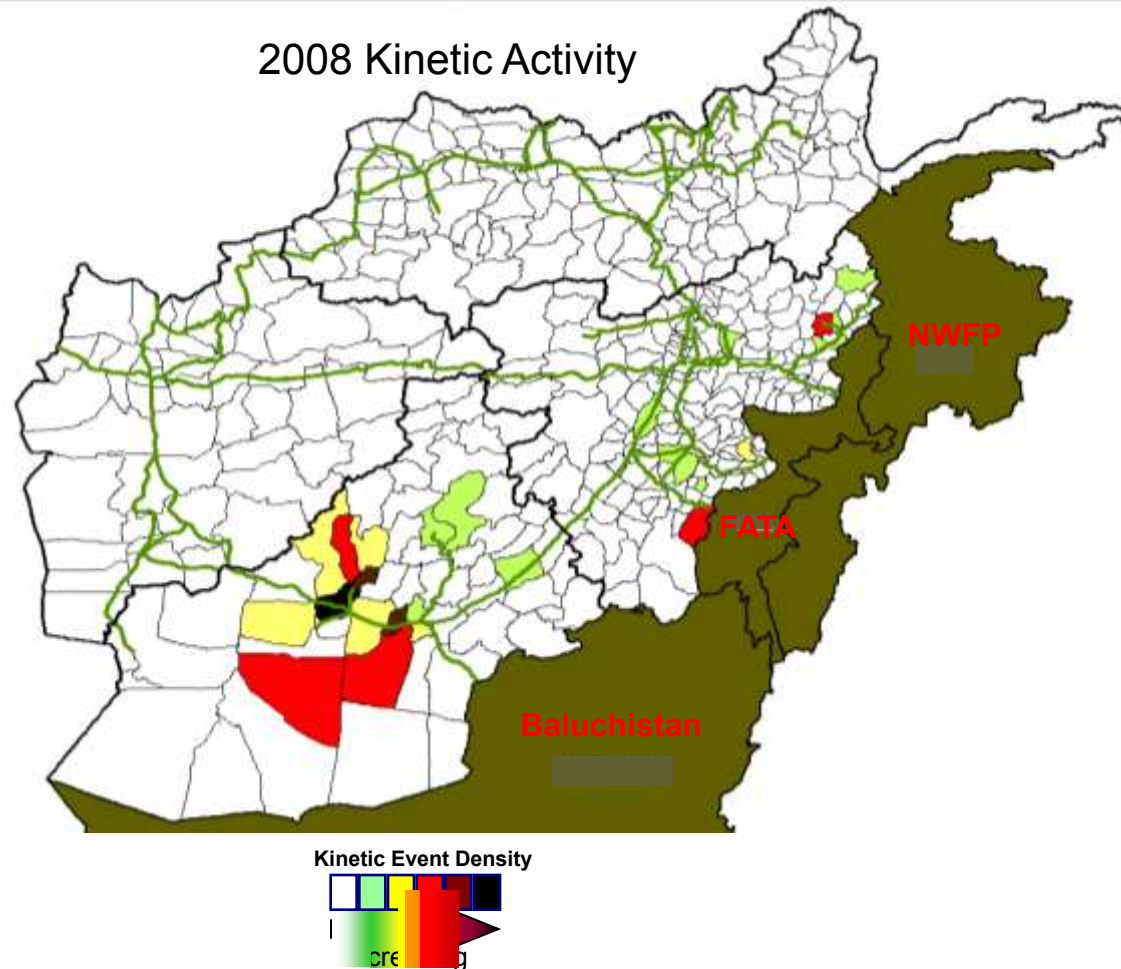 2008 Kinetic Activity
NWFP
FATA
Baluchistan
Kinetic Event Density